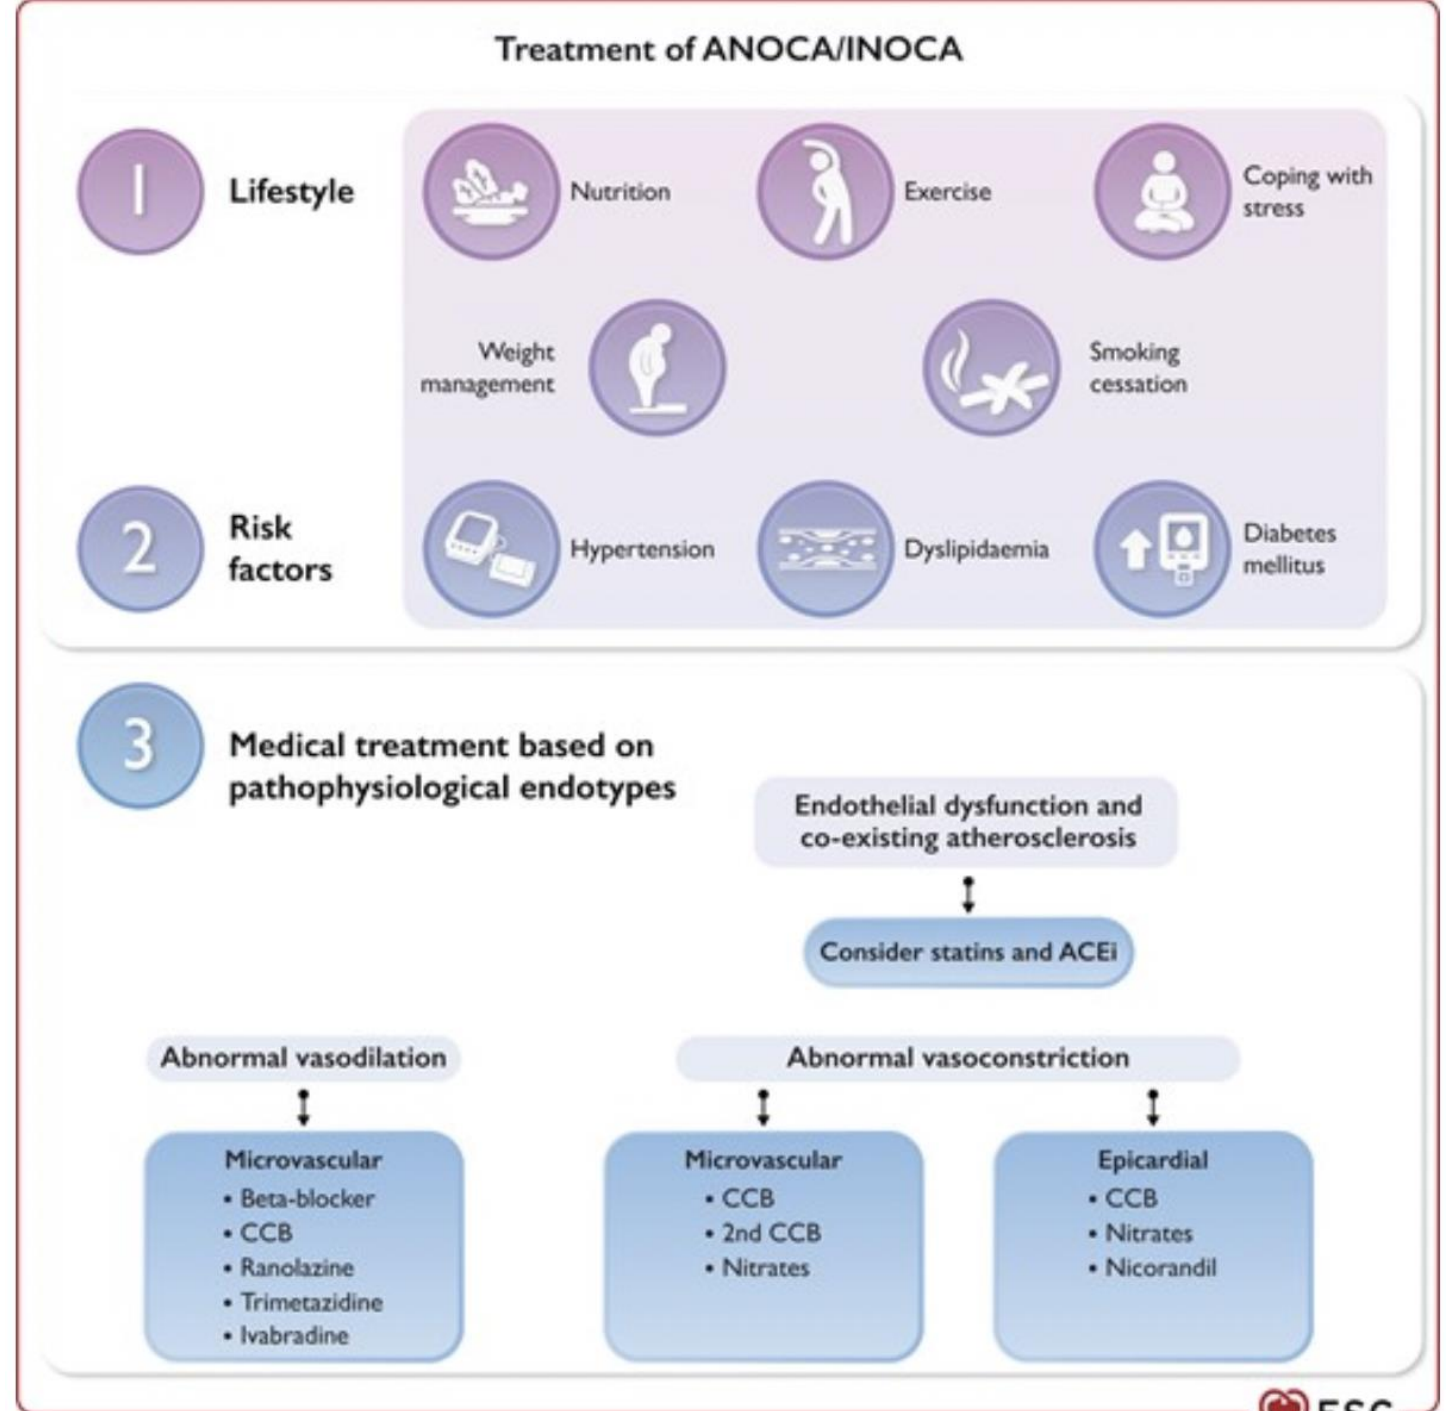 Treatment of ANOCA/INOCA
1
Lifestyle
Nutrition
Exercise
Coping with
stress
Weight
management
Smoking
cessation
2
Risk
factors
Hypertension
Dyslipidaemia
Diabetes
mellitus
3
Medical treatment based on
pathophysiological endotypes
Endothelial dysfunction and
co-existing atherosclerosis
Consider statins and ACEi
Abnormal vasodilation
Abnormal vasoconstriction
Microvascular
• Beta-blocker
• CCB
• Ranolazine
• Trimetazidine
• Ivabradine
Microvascular
• CCB
• 2nd CCB
• Nitrates
Epicardial
• CCB
• Nitrates
• Nicorandil
ESC